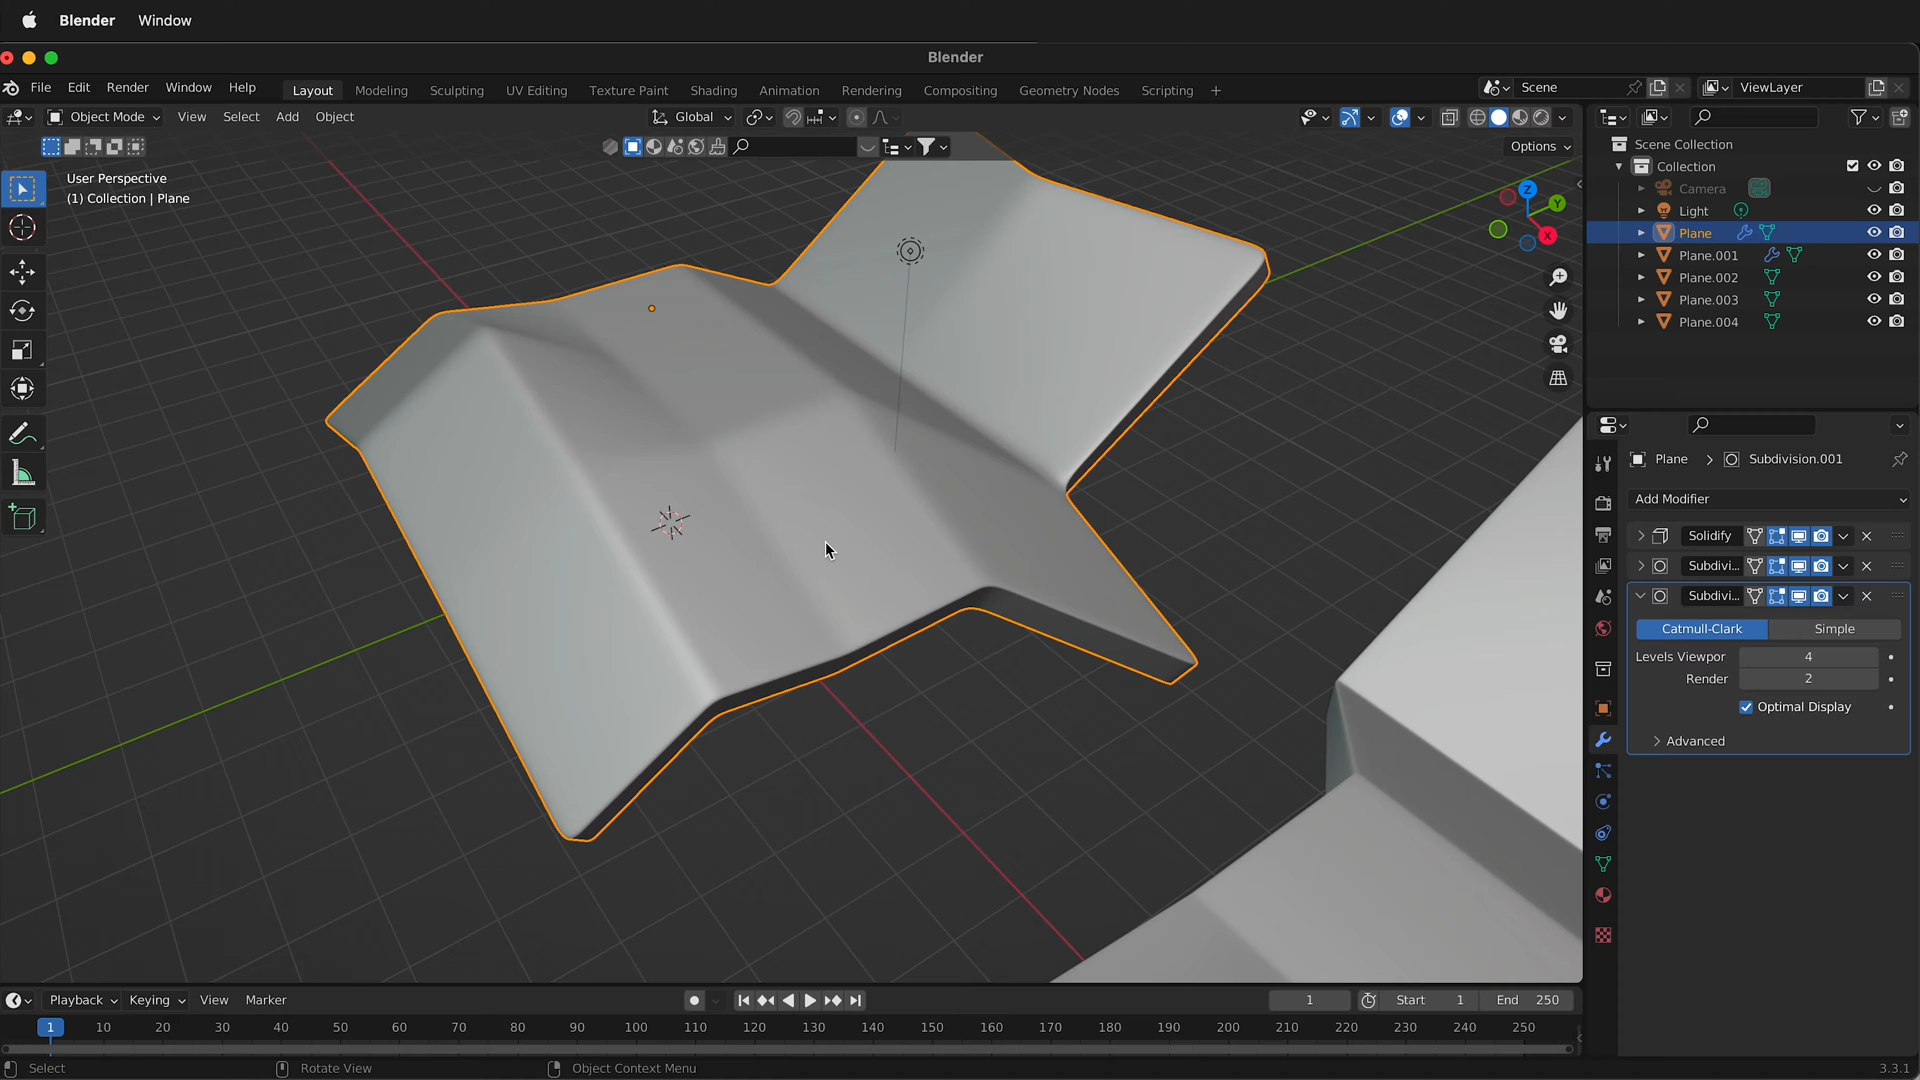 Blender Window
Blender
File Edit Render Window Help Layout Modeling Sculpting UV Editing Texture Paint Shading Animation Rendering Compositing Geometry Nodes Scripting + Scene ViewLayer
Object Mode View Select Add Object Global
Options
User Perspective
(1) Collection | Plane
Z
Y
X
Scene Collection
Collection
Camera
Light
Plane
Plane.001
Plane.002
Plane.003
Plane.004
Plane > Subdivision.001
Add Modifier
Solidify
Subdivi...
Subdivi...
Catmull-Clark Simple
Levels Viewpor 4
Render 2
Optimal Display
Advanced
Playback Keying View Marker 1 Start 1 End 250
1 10 20 30 40 50 60 70 80 90 100 110 120 130 140 150 160 170 180 190 200 210 220 230 240 250
Select Rotate View Object Context Menu 3.3.1